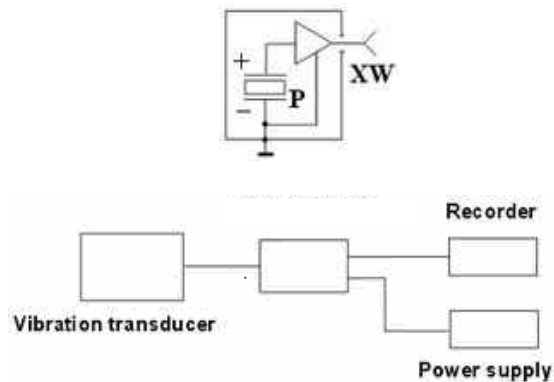 +
XW
P
−
Recorder
Vibration transducer
Power supply